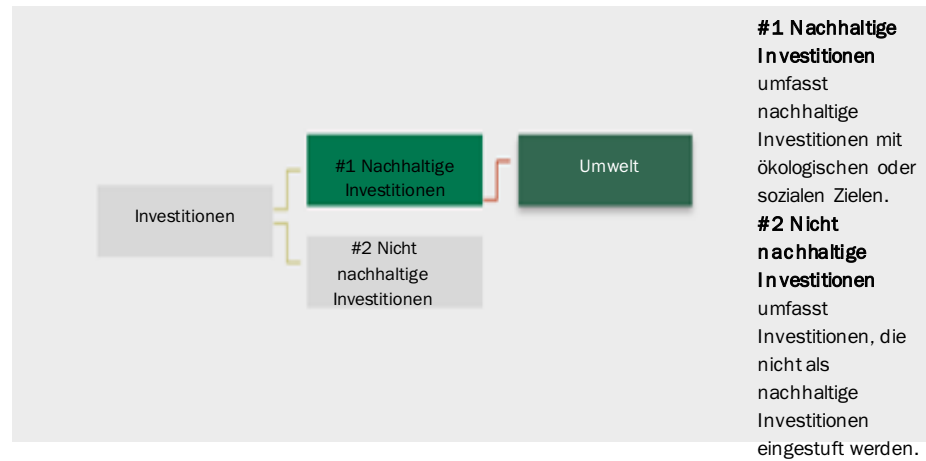 Investitionen
#1 Nachhaltige
Investitionen
Umwelt
#2 Nicht
nachhaltige
Investitionen
#1 Nachhaltige
Investitionen
umfasst
nachhaltige
Investitionen mit
ökologischen oder
sozialen Zielen.
#2 Nicht
nachhaltige
Investitionen
umfasst
Investitionen, die
nicht als
nachhaltige
Investitionen
eingestuft werden.